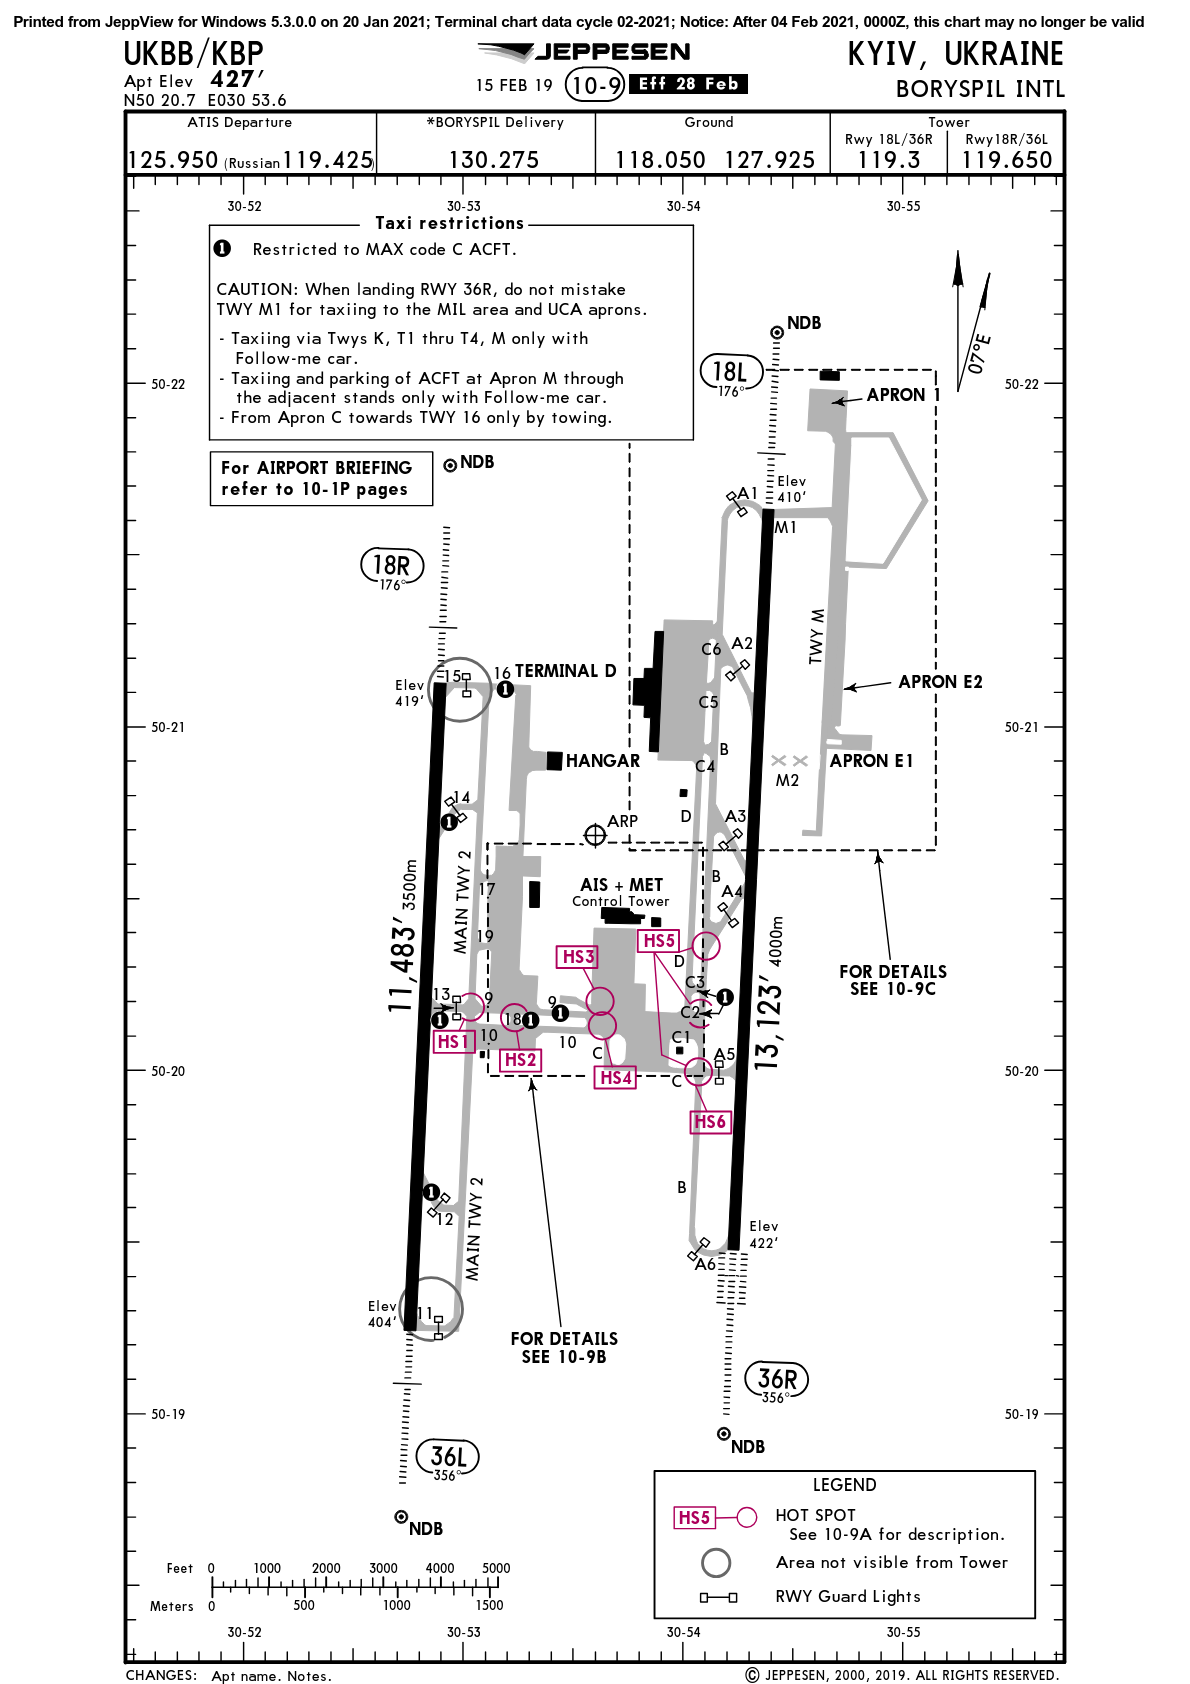 Printed from JeppView for Windows 5.3.0.0 on 20 Jan 2021; Terminal chart data cycle 02-2021; Notice: After 04 Feb 2021, 0000Z, this chart may no longer be valid
UKBB/KBP
JEPPESEN
KYIV, UKRAINE
Apt Elev 427'
15 FEB 19 10-9 Eff 28 Feb
BORYSPIL INTL
N50 20.7 E030 53.6
ATIS Departure
*BORYSPIL Delivery
Ground
Tower
Rwy 18L/36R
Rwy18R/36L
125.950 (Russian 119.425)
130.275
118.050 127.925
119.3
119.650
30-52
30-53
30-54
30-55
Taxi restrictions
1 Restricted to MAX code C ACFT.
CAUTION: When landing RWY 36R, do not mistake
TWY M1 for taxiing to the MIL area and UCA aprons.
- Taxiing via Twys K, T1 thru T4, M only with
Follow-me car.
- Taxiing and parking of ACFT at Apron M through
the adjacent stands only with Follow-me car.
- From Apron C towards TWY 16 only by towing.
For AIRPORT BRIEFING
refer to 10-1P pages
07°E
NDB
18L
176°
50-22
50-22
APRON 1
NDB
Elev
410'
A1
M1
18R
176°
TWY M
C6
A2
16
TERMINAL D
15
1
Elev
419'
APRON E2
C5
50-21
50-21
B
HANGAR
C4
APRON E1
M2
14
1
D
A3
ARP
MAIN TWY 2
11,483' 3500m
17
AIS + MET
Control Tower
B
A4
19
HS5
HS3
D
FOR DETAILS
SEE 10-9C
13,123' 4000m
C3
13
9
9
1
1
C2
1
18
1
HS1
10
10
C
C1
A5
HS2
HS4
C
50-20
50-20
HS6
1
12
B
MAIN TWY 2
Elev
422'
A6
Elev
404'
11
FOR DETAILS
SEE 10-9B
36R
356°
50-19
50-19
NDB
36L
356°
NDB
LEGEND
HS5
HOT SPOT
See 10-9A for description.
Area not visible from Tower
RWY Guard Lights
Feet 0 1000 2000 3000 4000 5000
Meters 0 500 1000 1500
30-52
30-53
30-54
30-55
CHANGES: Apt name. Notes.
© JEPPESEN, 2000, 2019. ALL RIGHTS RESERVED.